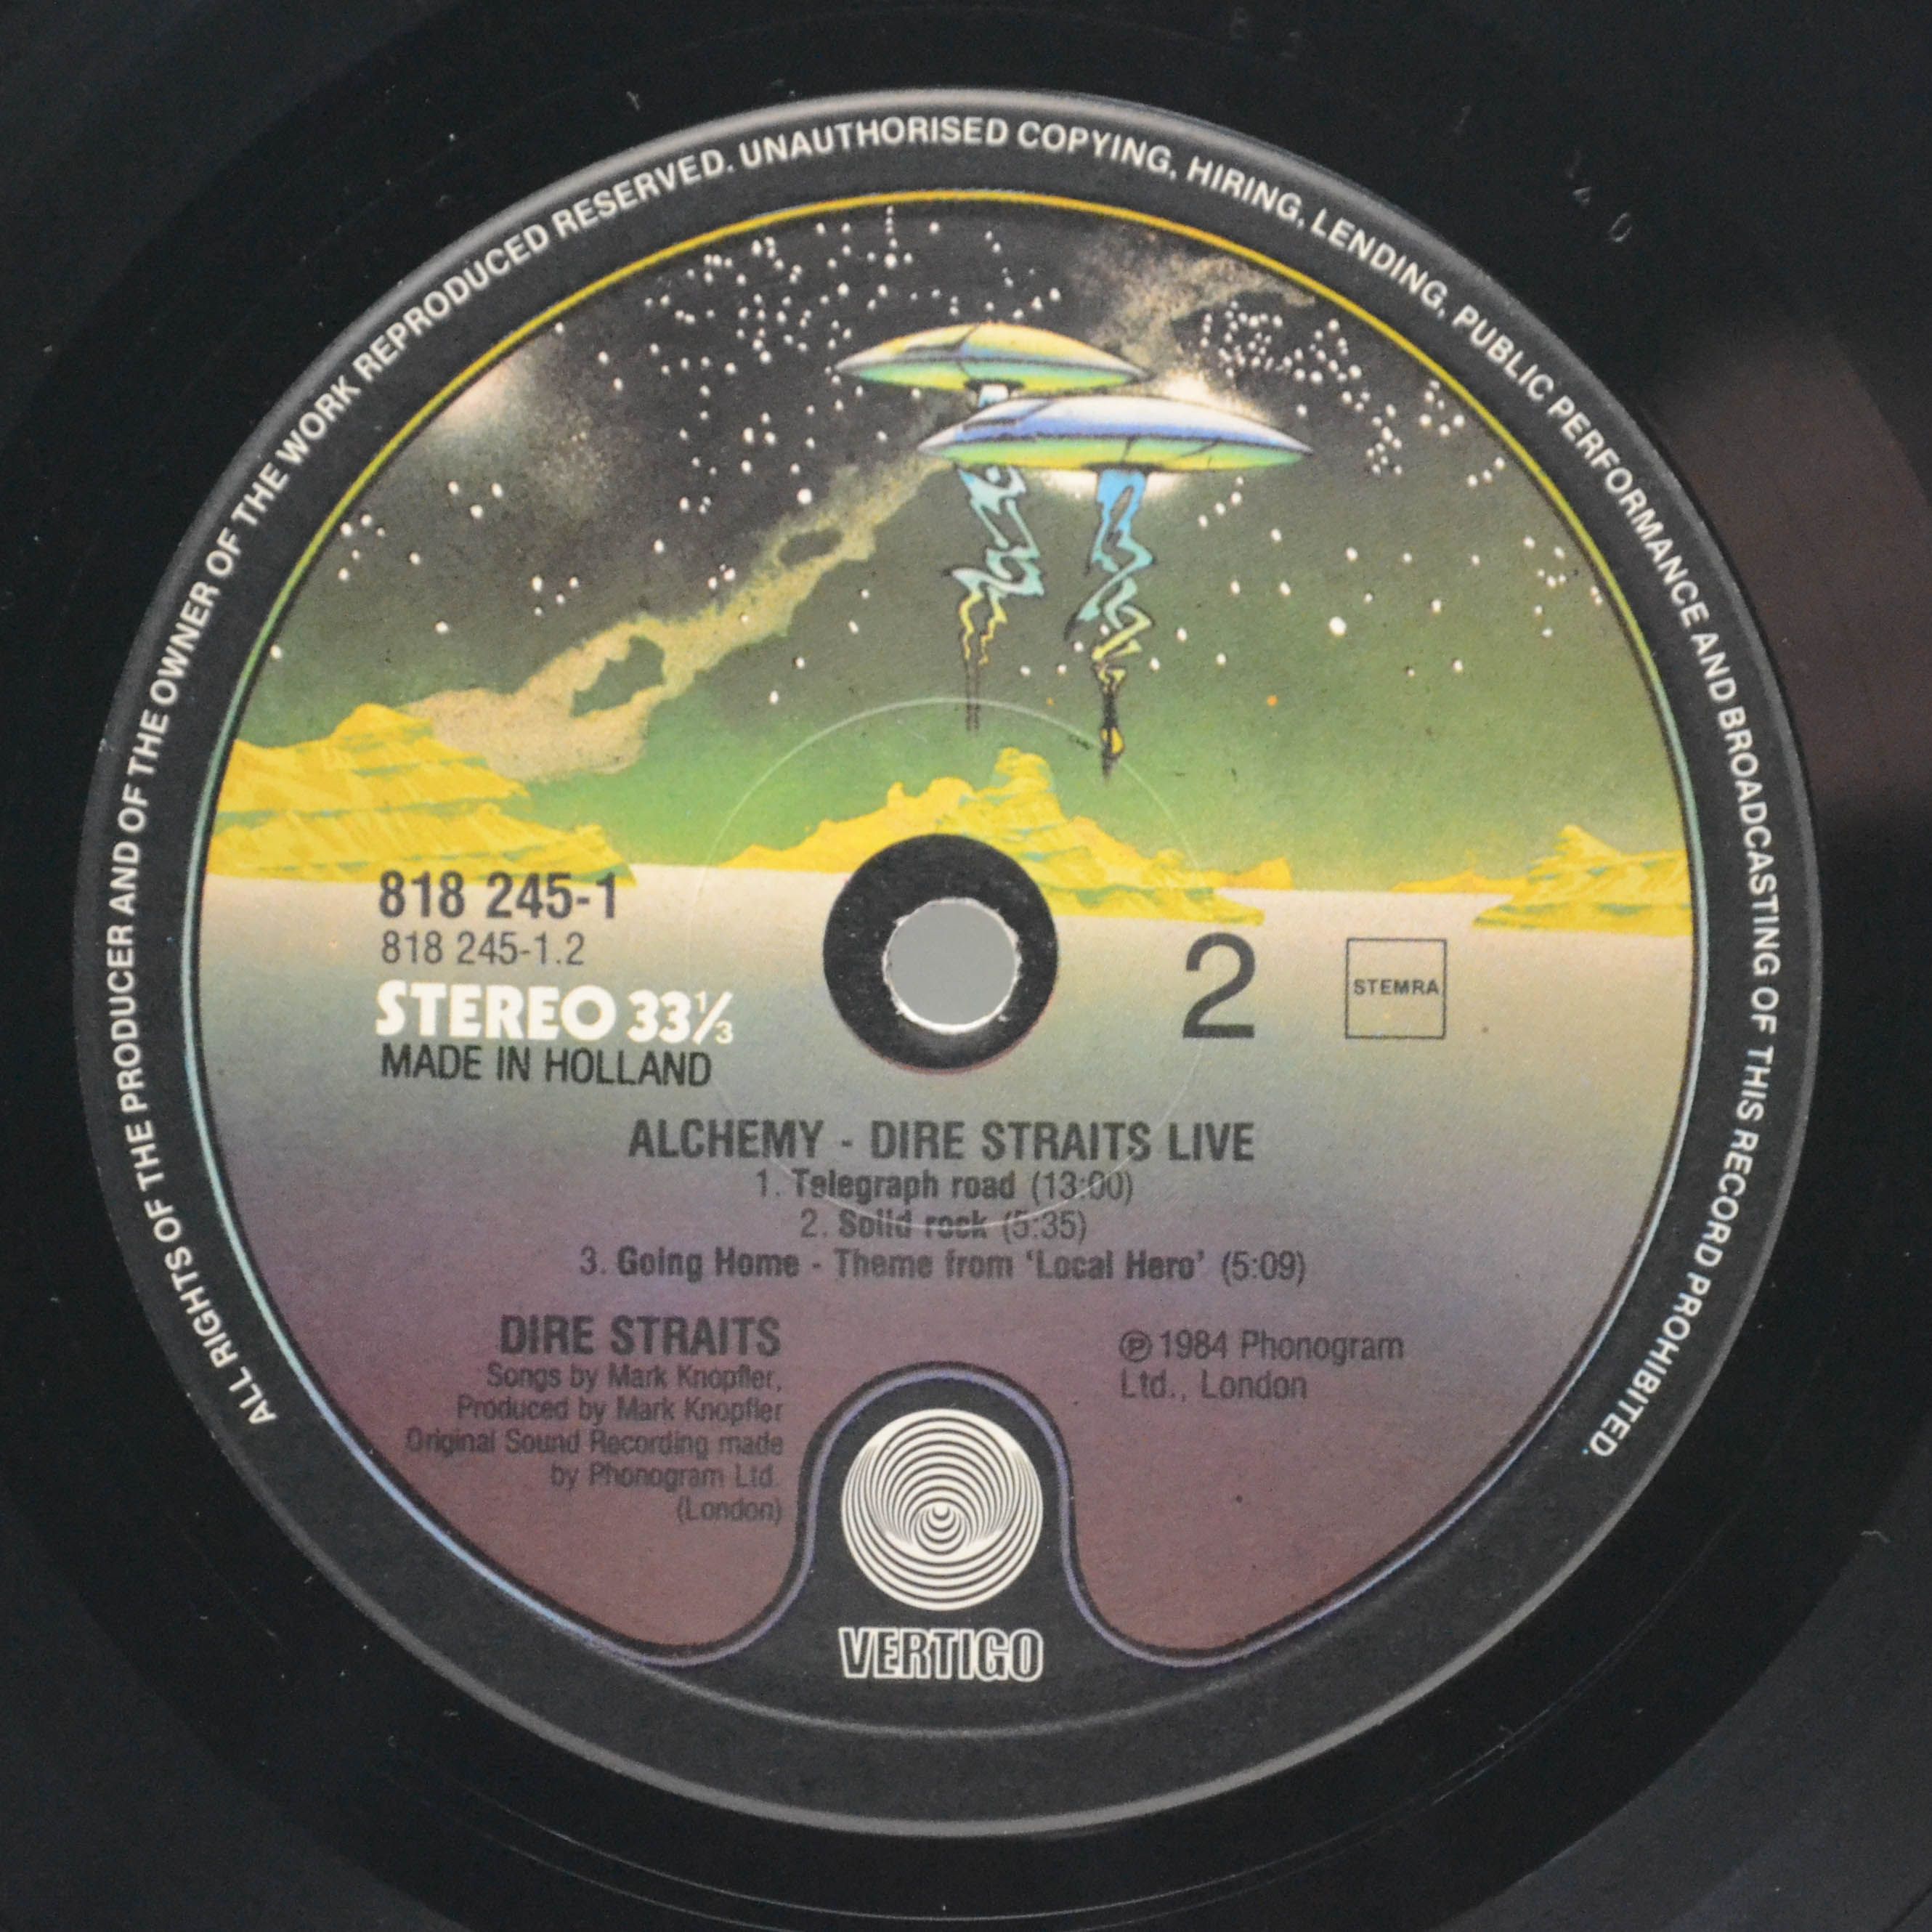 ALL RIGHTS OF THE PRODUCER AND OF THE OWNER OF THE WORK REPRODUCED RESERVED. UNAUTHORISED COPYING, HIRING, LENDING, PUBLIC PERFORMANCE AND BROADCASTING OF THIS RECORD PROHIBITED.
818 245-1
818 245-1.2
STEREO 33⅓
MADE IN HOLLAND
2
STEMRA
ALCHEMY - DIRE STRAITS LIVE
1. Telegraph road (13:00)
2. Solid rock (5:35)
3. Going Home - Theme from ‘Local Hero’ (5:09)
DIRE STRAITS
Songs by Mark Knopfler,
Produced by Mark Knopfler
Original Sound Recording made
by Phonogram Ltd.
(London)
℗ 1984 Phonogram
Ltd., London
VERTIGO